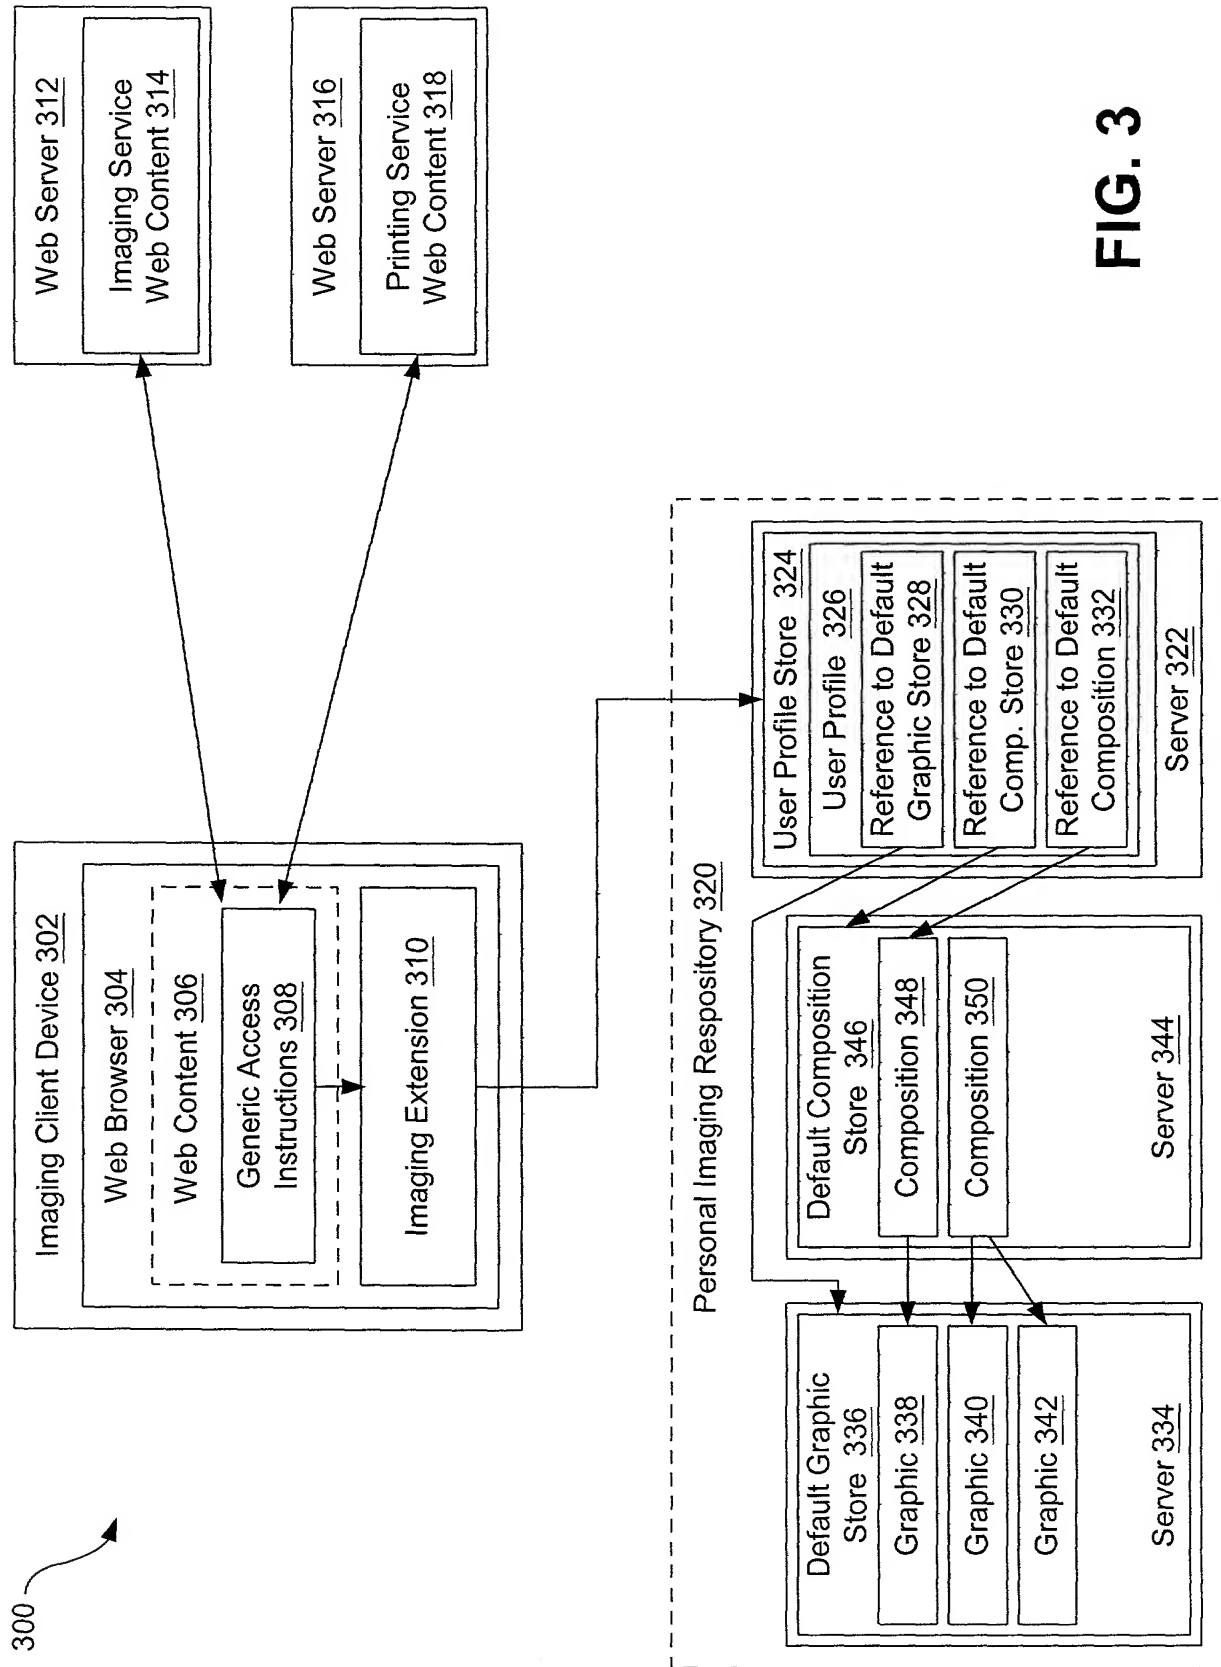 300
Imaging Client Device 302
Web Browser 304
Web Content 306
Generic Access
Instructions 308
Imaging Extension 310
Web Server 312
Imaging Service
Web Content 314
Web Server 316
Printing Service
Web Content 318
Personal Imaging Respository 320
Default Graphic
Store 336
Graphic 338
Graphic 340
Graphic 342
Server 334
Default Composition
Store 346
Composition 348
Composition 350
Server 344
User Profile Store 324
User Profile 326
Reference to Default
Graphic Store 328
Reference to Default
Comp. Store 330
Reference to Default
Composition 332
Server 322
FIG. 3